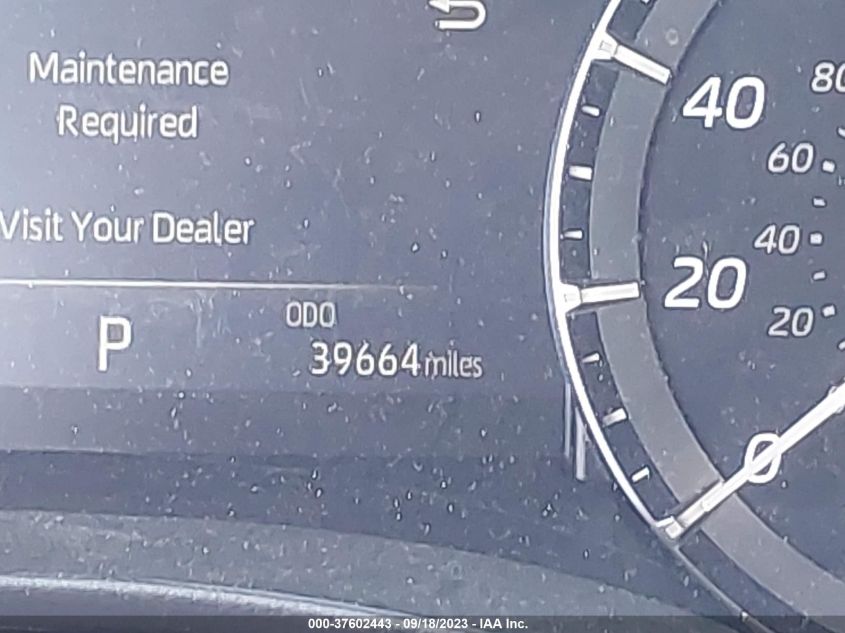 Maintenance
Required
Visit Your Dealer
P
ODO
39664 miles
40
20
0
80
60
40
20
000-37602443 - 09/18/2023 - IAA Inc.